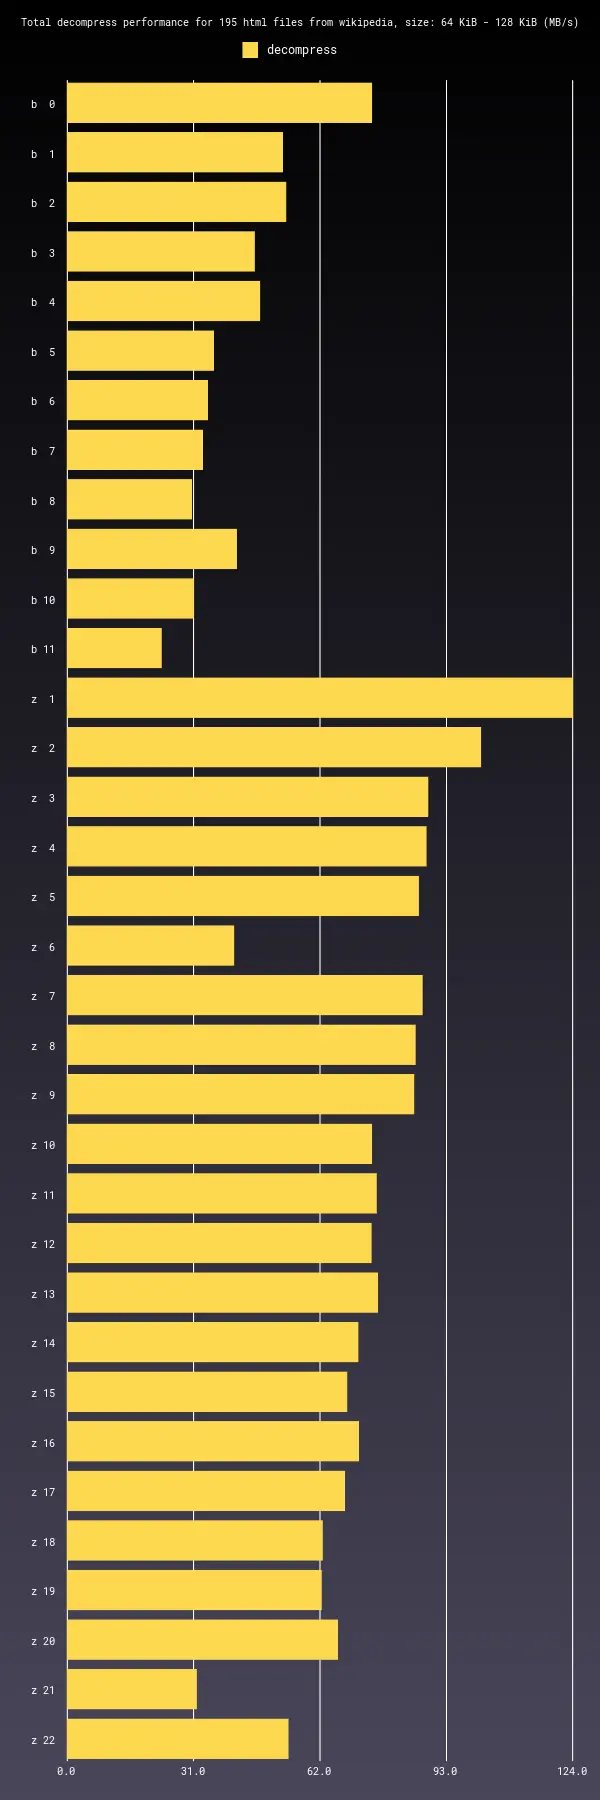 Total decompress performance for 195 html files from wikipedia, size: 64 KiB - 128 KiB (MB/s)
decompress
b 0
b 1
b 2
b 3
b 4
b 5
b 6
b 7
b 8
b 9
b 10
b 11
z 1
z 2
z 3
z 4
z 5
z 6
z 7
z 8
z 9
z 10
z 11
z 12
z 13
z 14
z 15
z 16
z 17
z 18
z 19
z 20
z 21
z 22
0.0 31.0 62.0 93.0 124.0